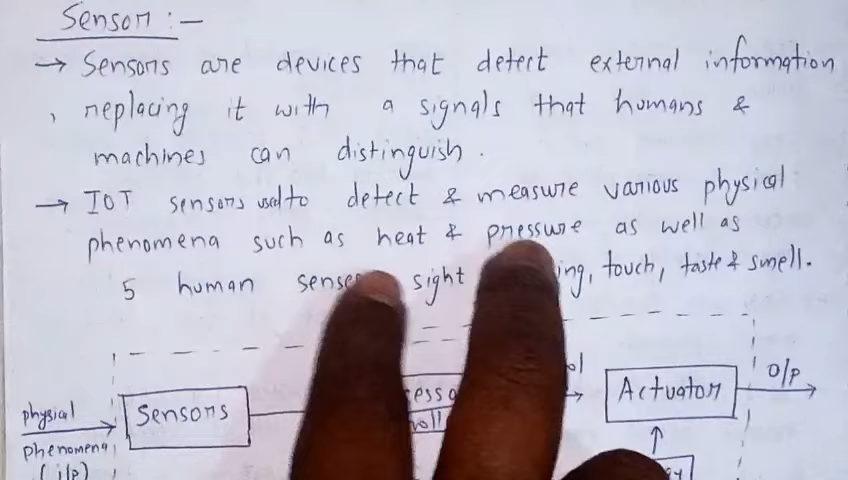 Sensor :-
→ Sensors are devices that detect external information
, replacing it with a signals that humans &
machines can distinguish.
→ IOT sensors used to detect & measure various physical
phenomena such as heat & pressure as well as
5 human sight touch, taste & smell.
physical
phenomena
(i/p)
Sensors
Actuator
O/P